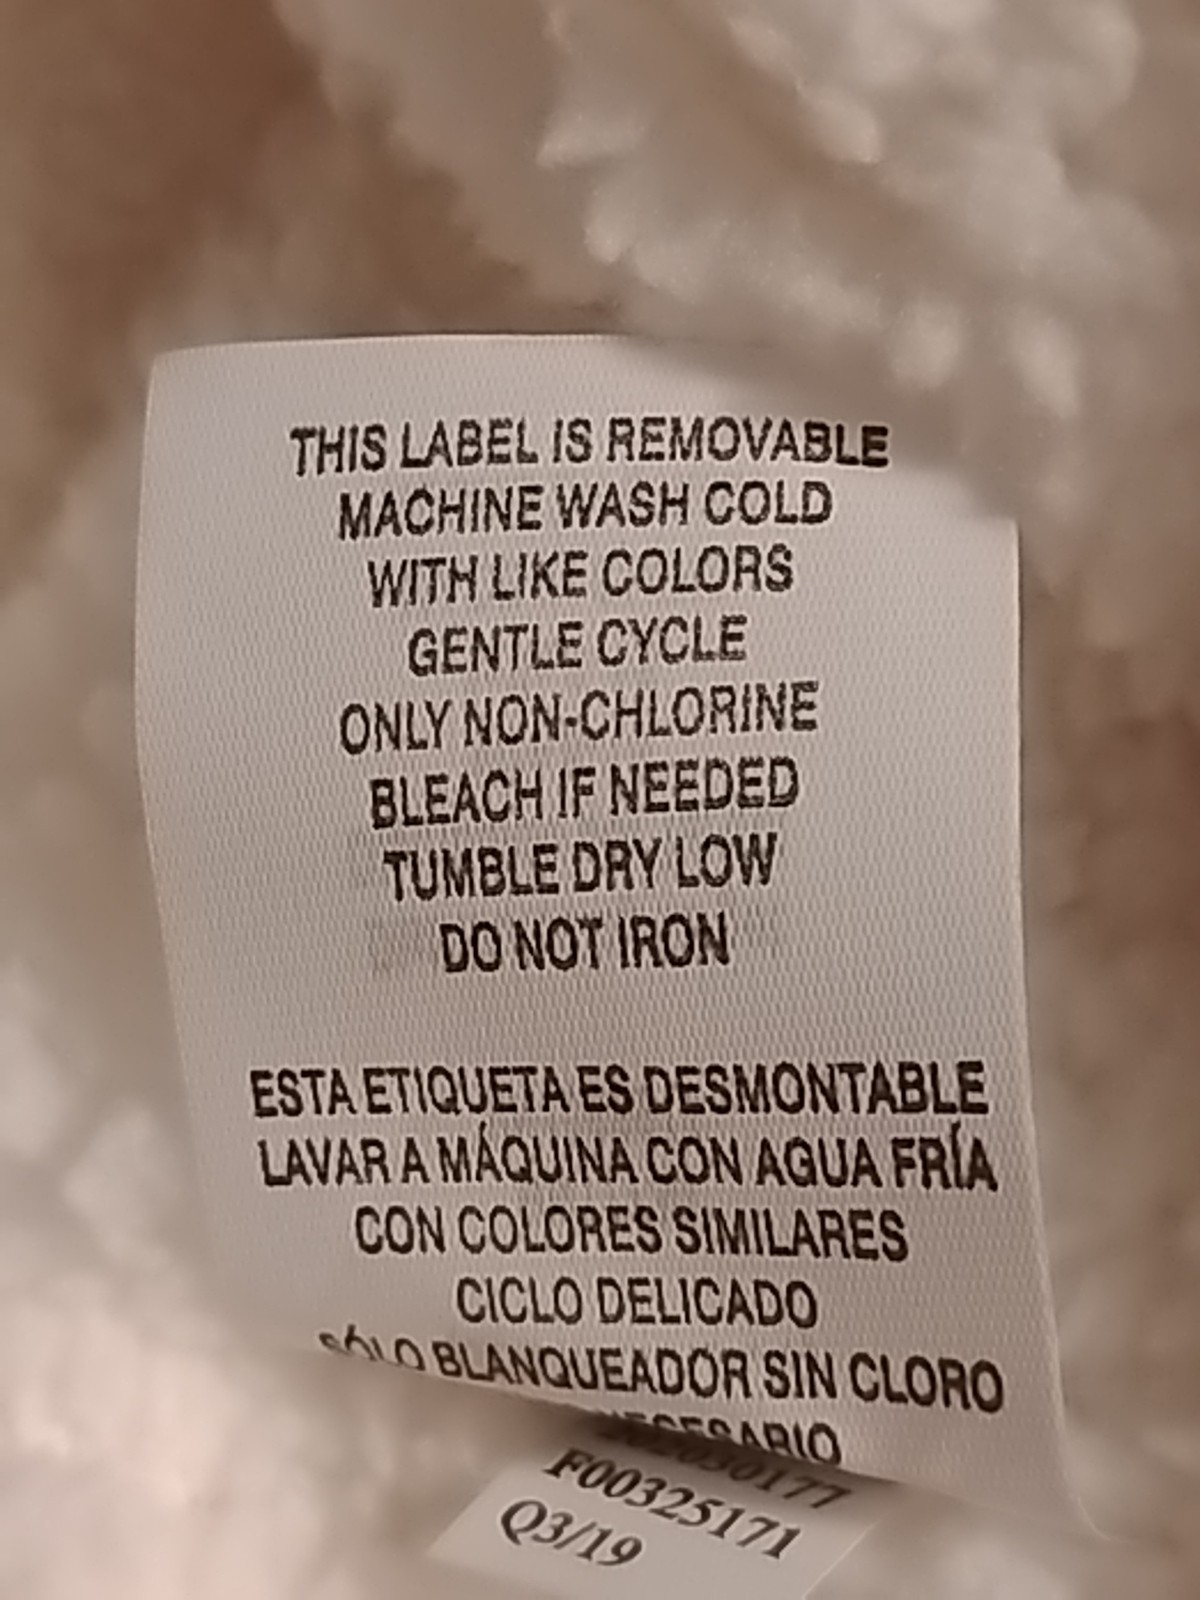 THIS LABEL IS REMOVABLE
MACHINE WASH COLD
WITH LIKE COLORS
GENTLE CYCLE
ONLY NON-CHLORINE
BLEACH IF NEEDED
TUMBLE DRY LOW
DO NOT IRON
ESTA ETIQUETA ES DESMONTABLE
LAVAR A MÁQUINA CON AGUA FRÍA
CON COLORES SIMILARES
CICLO DELICADO
SÓLO BLANQUEADOR SIN CLORO
NECESARIO
F00325171
Q3/19